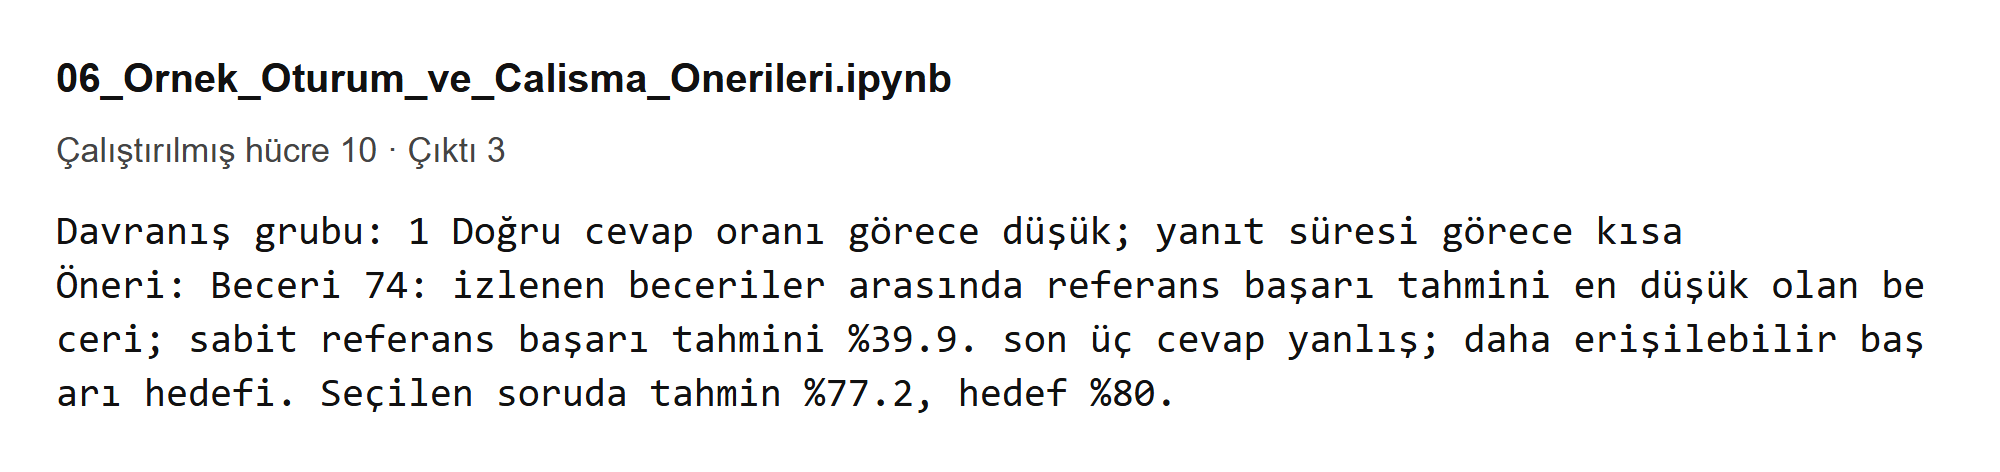 06_Ornek_Oturum_ve_Calisma_Onerileri.ipynb
Çalıştırılmış hücre 10 · Çıktı 3
Davranış grubu: 1 Doğru cevap oranı görece düşük; yanıt süresi görece kısa
Öneri: Beceri 74: izlenen beceriler arasında referans başarı tahmini en düşük olan be
ceri; sabit referans başarı tahmini %39.9. son üç cevap yanlış; daha erişilebilir baş
arı hedefi. Seçilen soruda tahmin %77.2, hedef %80.